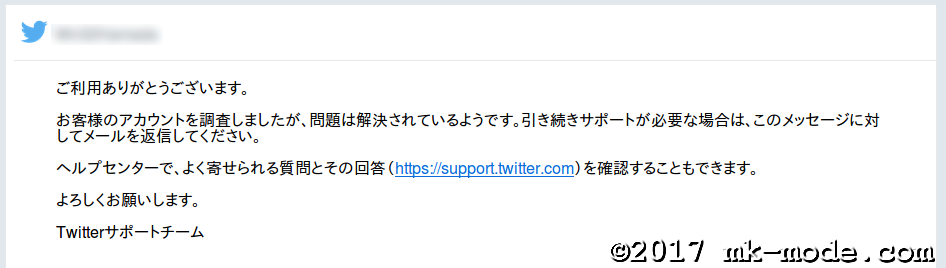 ご利用ありがとうございます。
お客様のアカウントを調査しましたが、問題は解決されているようです。引き続きサポートが必要な場合は、このメッセージに対
してメールを返信してください。
ヘルプセンターで、よく寄せられる質問とその回答（https://support.twitter.com）を確認することもできます。
よろしくお願いします。
Twitterサポートチーム
©2017 mk-mode.com